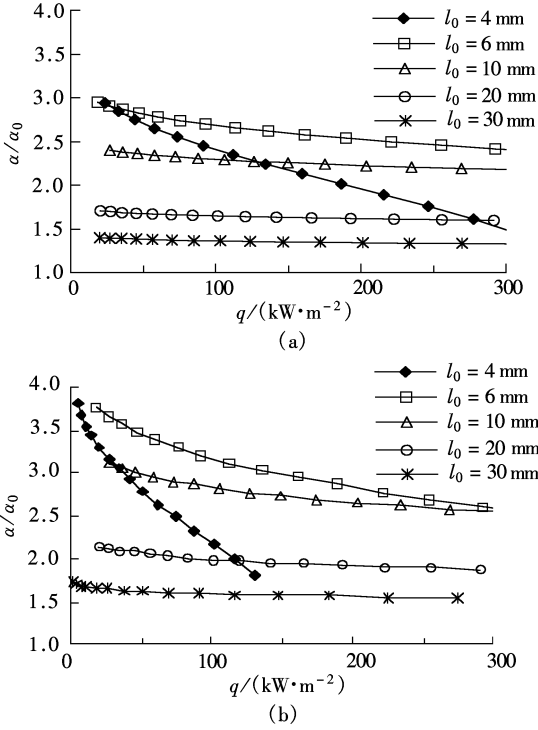 4.0
3.5
3.0
2.5
2.0
1.5
1.0
α/α₀
0
100
200
300
q/(kW·m⁻²)
(a)
l₀ = 4 mm
l₀ = 6 mm
l₀ = 10 mm
l₀ = 20 mm
l₀ = 30 mm
4.0
3.5
3.0
2.5
2.0
1.5
1.0
α/α₀
0
100
200
300
q/(kW·m⁻²)
(b)
l₀ = 4 mm
l₀ = 6 mm
l₀ = 10 mm
l₀ = 20 mm
l₀ = 30 mm